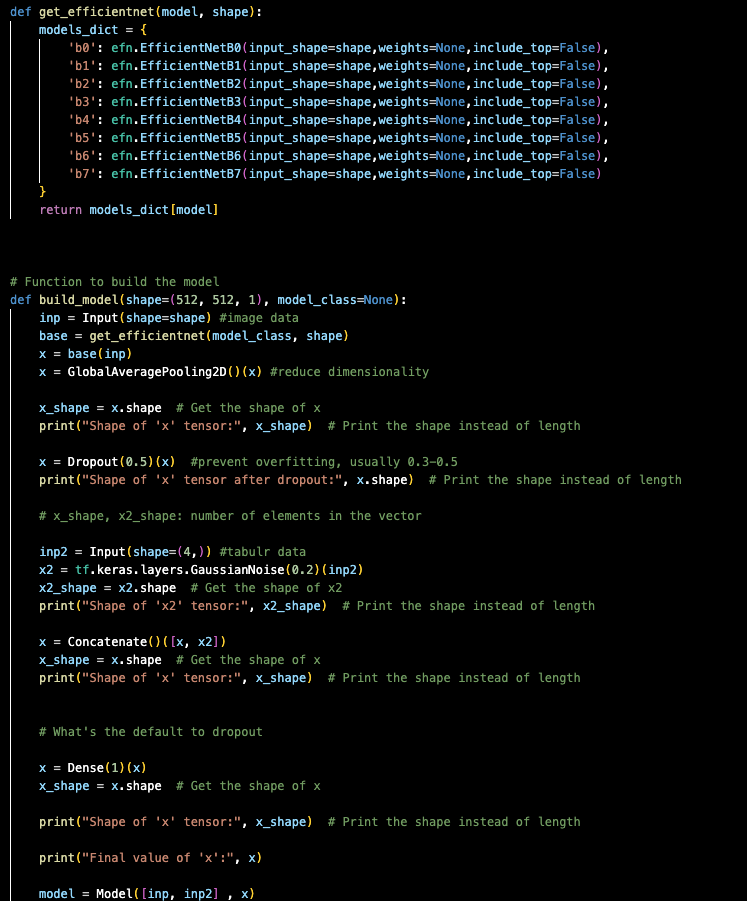 def get_efficientnet(model, shape):
    models_dict = {
        'b0': efn.EfficientNetB0(input_shape=shape,weights=None,include_top=False),
        'b1': efn.EfficientNetB1(input_shape=shape,weights=None,include_top=False),
        'b2': efn.EfficientNetB2(input_shape=shape,weights=None,include_top=False),
        'b3': efn.EfficientNetB3(input_shape=shape,weights=None,include_top=False),
        'b4': efn.EfficientNetB4(input_shape=shape,weights=None,include_top=False),
        'b5': efn.EfficientNetB5(input_shape=shape,weights=None,include_top=False),
        'b6': efn.EfficientNetB6(input_shape=shape,weights=None,include_top=False),
        'b7': efn.EfficientNetB7(input_shape=shape,weights=None,include_top=False)
    }
    return models_dict[model]

# Function to build the model
def build_model(shape=(512, 512, 1), model_class=None):
    inp = Input(shape=shape) #image data
    base = get_efficientnet(model_class, shape)
    x = base(inp)
    x = GlobalAveragePooling2D()(x) #reduce dimensionality

    x_shape = x.shape  # Get the shape of x
    print("Shape of 'x' tensor:", x_shape)  # Print the shape instead of length

    x = Dropout(0.5)(x)  #prevent overfitting, usually 0.3-0.5
    print("Shape of 'x' tensor after dropout:", x.shape)  # Print the shape instead of length

    # x_shape, x2_shape: number of elements in the vector

    inp2 = Input(shape=(4,)) #tabulr data
    x2 = tf.keras.layers.GaussianNoise(0.2)(inp2)
    x2_shape = x2.shape  # Get the shape of x2
    print("Shape of 'x2' tensor:", x2_shape)  # Print the shape instead of length

    x = Concatenate()([x, x2])
    x_shape = x.shape  # Get the shape of x
    print("Shape of 'x' tensor:", x_shape)  # Print the shape instead of length

    # What's the default to dropout

    x = Dense(1)(x)
    x_shape = x.shape  # Get the shape of x

    print("Shape of 'x' tensor:", x_shape)  # Print the shape instead of length

    print("Final value of 'x':", x)

    model = Model([inp, inp2] , x)